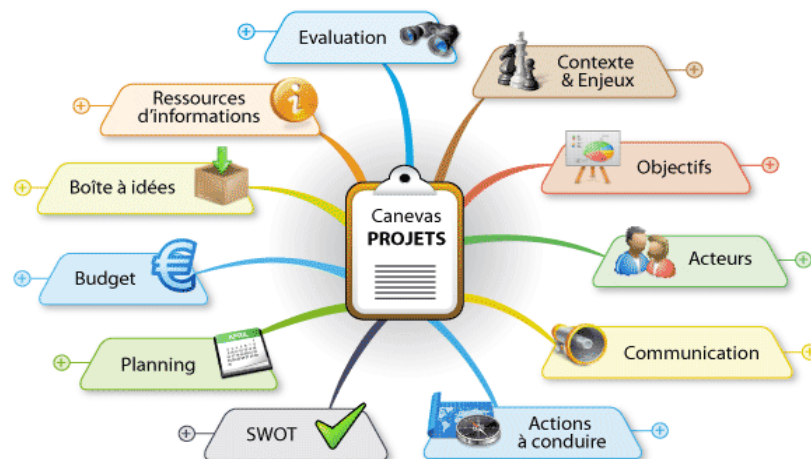 Canevas
PROJETS
Evaluation
Contexte
& Enjeux
Objectifs
Acteurs
Communication
Actions
à conduire
SWOT
Planning
APRIL
Budget
Boîte à idées
Ressources
d'informations